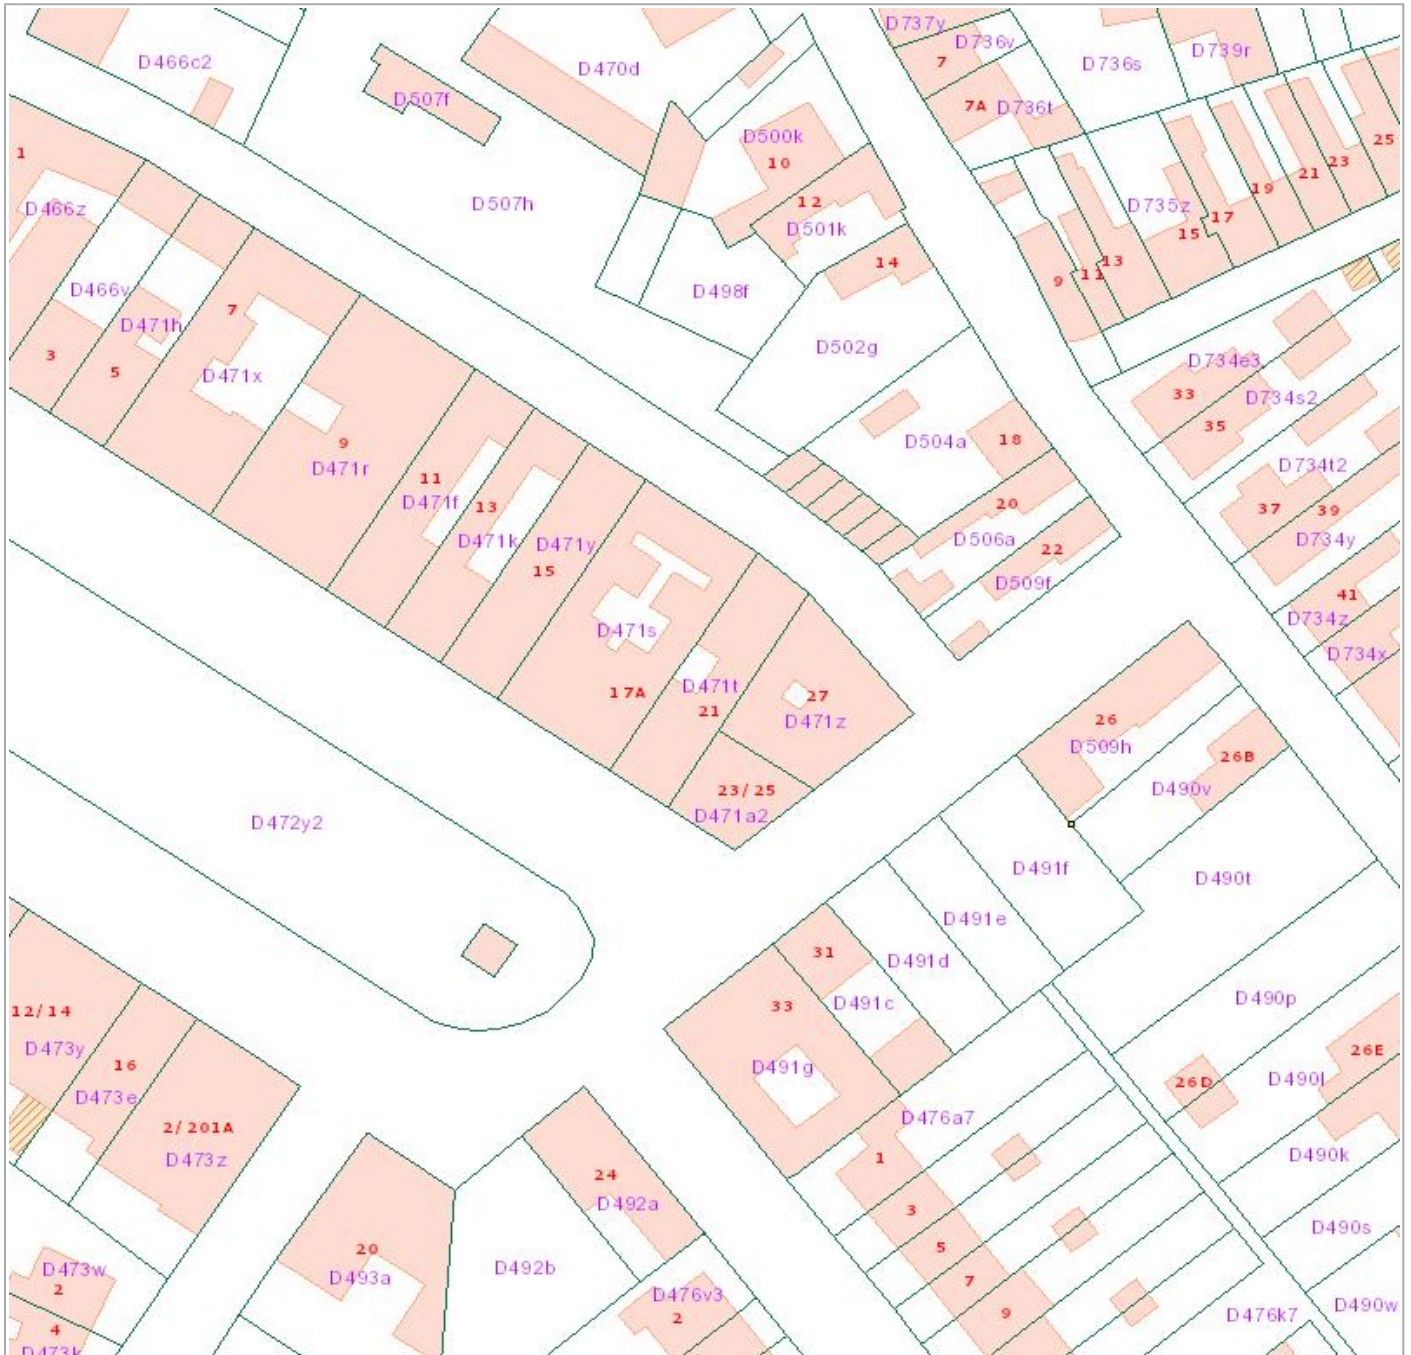 D737y
D736v
D739r
D466c2
D470d
7
D736s
D507f
7A
D736t
D500k
25
1
10
23
21
19
D507h
12
D735z
D466z
17
D501k
15
14
13
11
9
D466v
D498f
7
D471h
D502g
D734e3
3
5
D471x
33
D734s2
35
9
D504a
18
D471r
D734t2
11
D471f
13
20
37
39
D471k
D471y
D506a
D734y
15
22
D509f
41
D734z
D471s
D734x
17A
D471t
27
21
D471z
26
D509h
26B
23/25
D490v
D471a2
D472y2
D491f
D490t
D491e
31
D491d
D490p
33
D491c
12/14
D473y
26E
16
D491g
26D
D490l
D473e
D476a7
2/201A
D490k
D473z
1
24
D492a
3
D490s
20
5
D493a
D473w
D492b
7
2
D476v3
D490w
2
9
D476k7
4
D473k